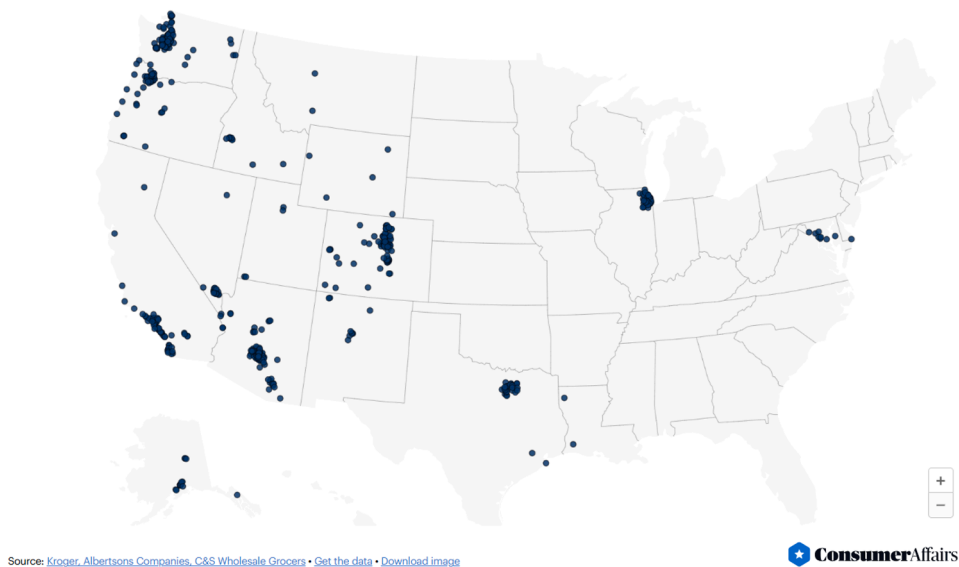 +
−
Source: Kroger, Albertsons Companies, C&S Wholesale Grocers • Get the data • Download image
ConsumerAffairs